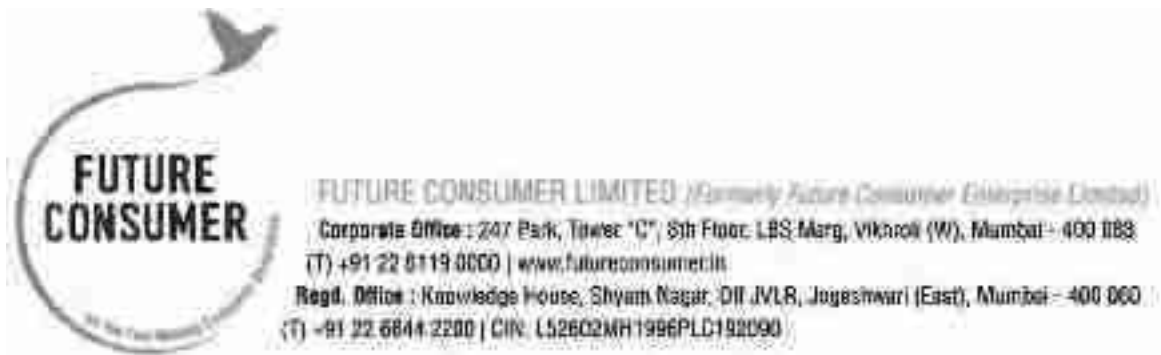 FUTURE
CONSUMER
FUTURE CONSUMER LIMITED (Formerly Future Consumer Enterprise Limited)
Corporate Office : 247 Park, Tower "C", 8th Floor, LBS Marg, Vikhroli (W), Mumbai - 400 083
(T) +91 22 6119 0000 | www.futureconsumer.in
Regd. Office : Knowledge House, Shyam Nagar, Off JVLR, Jogeshwari (East), Mumbai - 400 060
(T) +91 22 6644 2200 | CIN: L52602MH1996PLC192090